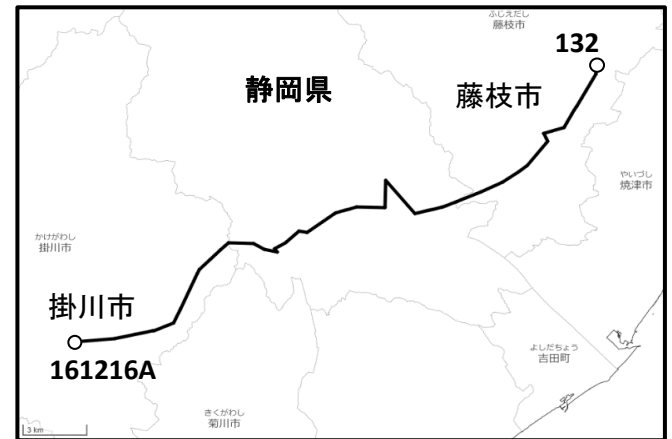 ふじえだし
藤枝市
132
静岡県
藤枝市
やいづし
焼津市
かけがわし
掛川市
掛川市
161216A
よしだちょう
吉田町
きくがわし
菊川市
3 km